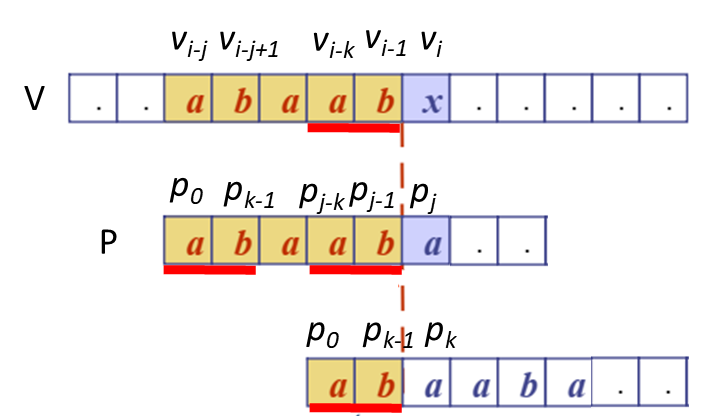 v_{i-j} v_{i-j+1} v_{i-k} v_{i-1} v_i
V . . a b a a b x . . . . .
p_0 p_{k-1} p_{j-k} p_{j-1} p_j
P a b a a b a . .
p_0 p_{k-1} p_k
a b a a b a . .